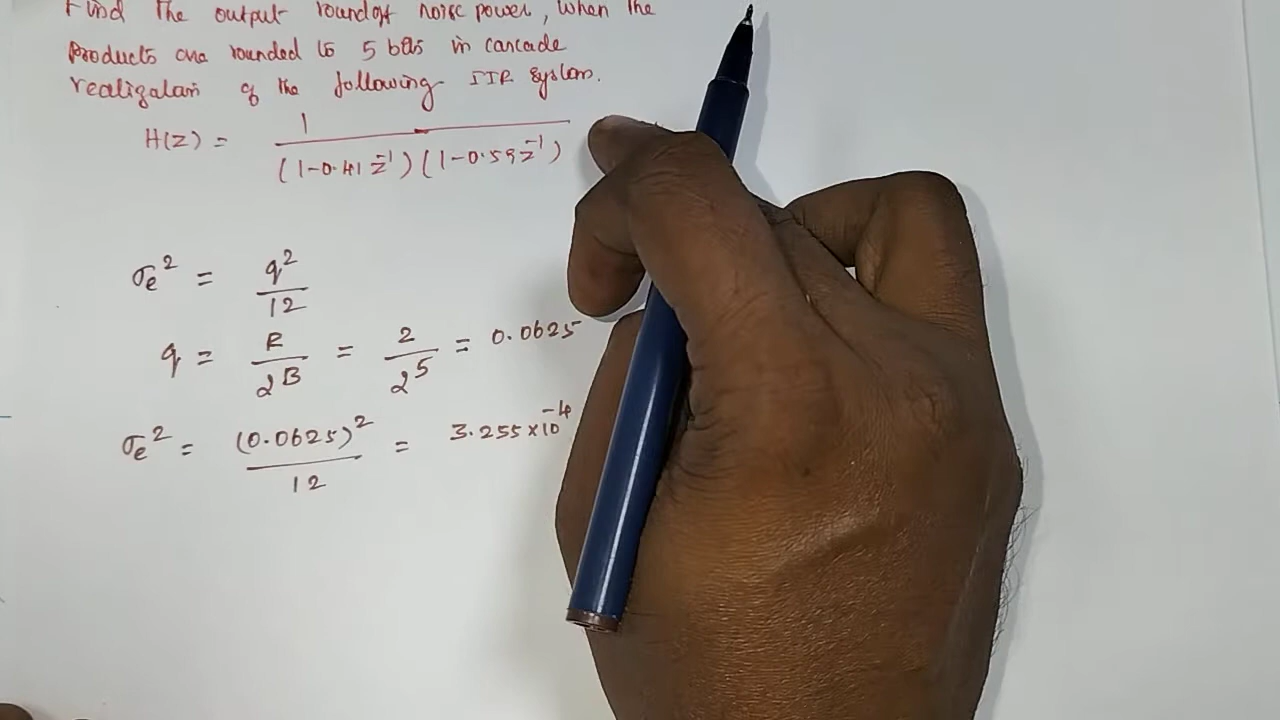 Find the output roundoff noise power, when the
Products are rounded to 5 bits in cascade
realization of the following IIR System.
H(Z) = 1 / (1-0.41 z⁻¹)(1-0.59 z⁻¹)
σe² = q² / 12
q = R / 2^B = 2 / 2^5 = 0.0625
σe² = (0.0625)² / 12 = 3.255×10⁻⁴